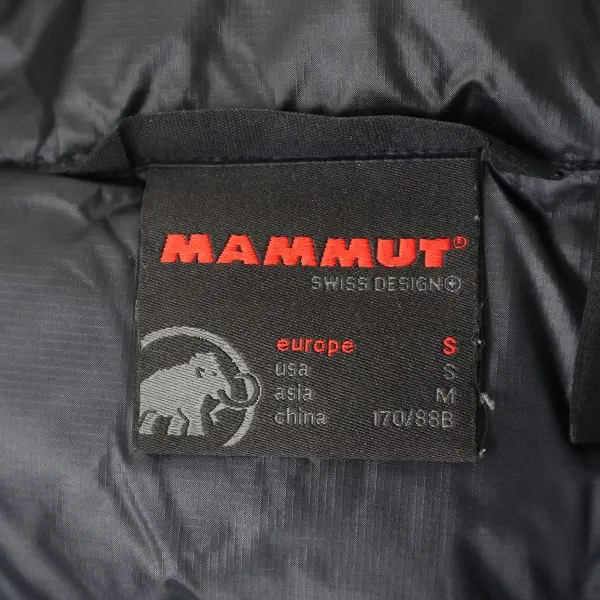 MAMMUT®
SWISS DESIGN
europe S
usa S
asia M
china 170/88B